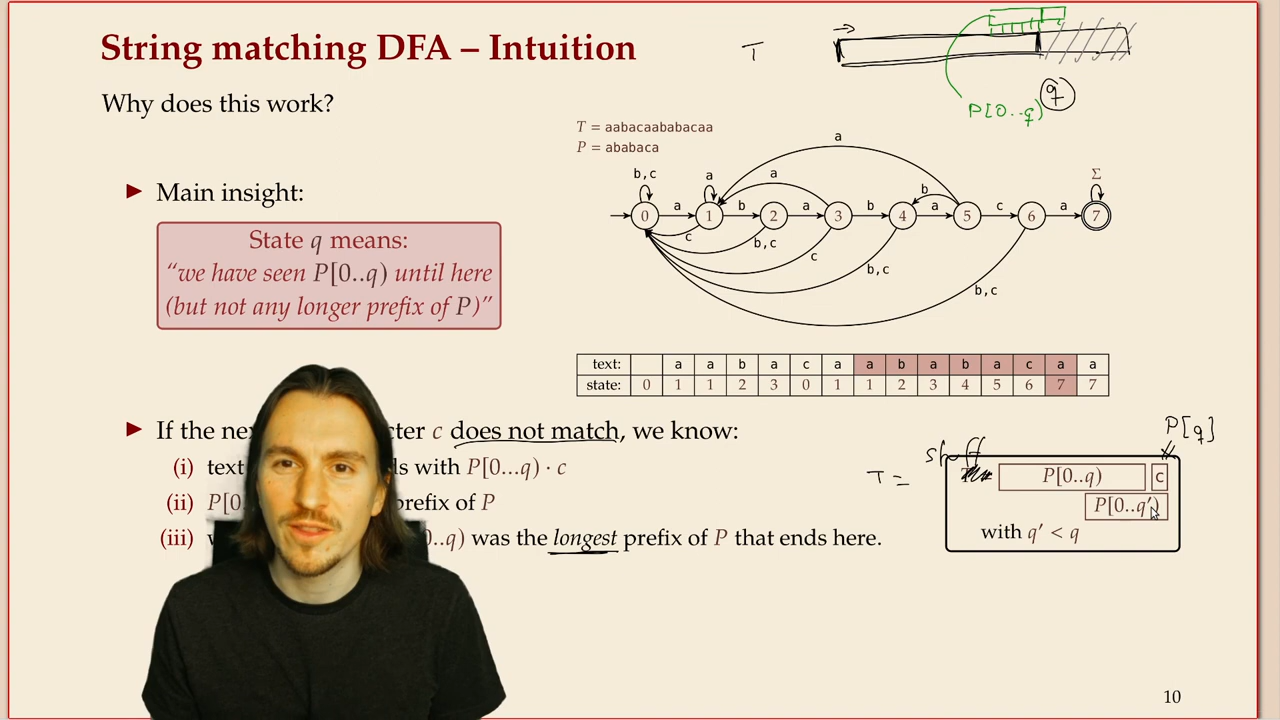 String matching DFA – Intuition
T
q
P[0..q)
Why does this work?
T = aabacaababacaa
P = ababaca
a
b,c
a
a
b
Σ
0
a
1
b
2
a
3
b
4
a
5
c
6
a
7
c
b,c
c
b,c
b,c
Main insight:
State q means:
“we have seen P[0..q) until here
(but not any longer prefix of P)”
text: a a b a c a a b a b a c a a
state: 0 1 1 2 3 0 1 1 2 3 4 5 6 7 7
If the cter c does not match, we know:
(i) text ds with P[0...q) · c
(ii) P[0 prefix of P
(iii) 0..q) was the longest prefix of P that ends here.
P[q]
stuff
T =
P[0..q)
c
P[0..q′)
with q′ < q
10